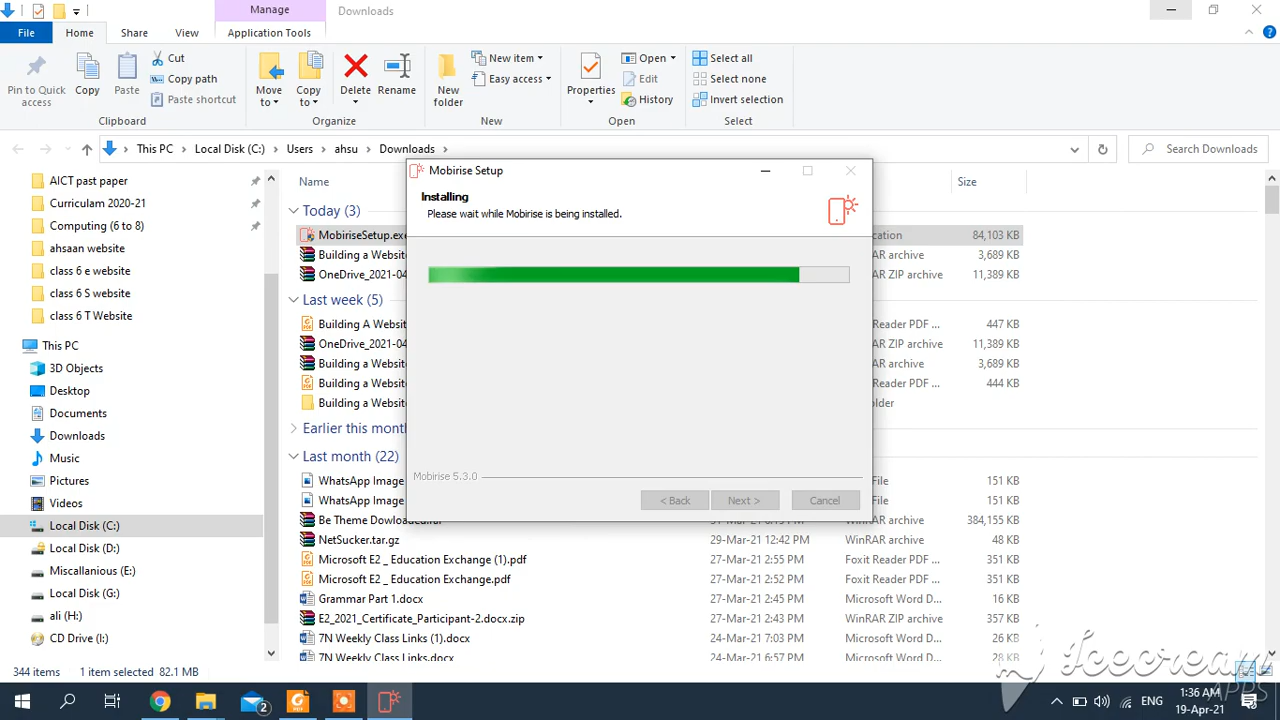 Manage
Downloads
File
Home
Share
View
Application Tools
Pin to Quick access
Copy
Paste
Cut
Copy path
Paste shortcut
Clipboard
Move to
Copy to
Delete
Rename
Organize
New folder
New item
Easy access
New
Properties
Open
Edit
History
Open
Select all
Select none
Invert selection
Select
This PC > Local Disk (C:) > Users > ahsu > Downloads >
Search Downloads
AICT past paper
Curriculam 2020-21
Computing (6 to 8)
ahsaan website
class 6 e website
class 6 S website
class 6 T Website
This PC
3D Objects
Desktop
Documents
Downloads
Music
Pictures
Videos
Local Disk (C:)
Local Disk (D:)
Miscallanious (E:)
Local Disk (G:)
ali (H:)
CD Drive (I:)
Name
Size
Today (3)
MobiriseSetup.exe
cation
84,103 KB
Building a Website
AR archive
3,689 KB
OneDrive_2021-04
AR ZIP archive
11,389 KB
Last week (5)
Building A Websit
Reader PDF ...
447 KB
OneDrive_2021-04
AR ZIP archive
11,389 KB
Building a Website
AR archive
3,689 KB
Building a Website
Reader PDF ...
444 KB
Building a Website
older
Earlier this month
Last month (22)
WhatsApp Image
File
151 KB
WhatsApp Image
File
151 KB
Be Theme Dowloaded.rar
WinRAR archive
384,155 KB
NetSucker.tar.gz
29-Mar-21 12:42 PM
WinRAR archive
48 KB
Microsoft E2 _ Education Exchange (1).pdf
27-Mar-21 2:55 PM
Foxit Reader PDF ...
351 KB
Microsoft E2 _ Education Exchange.pdf
27-Mar-21 2:52 PM
Foxit Reader PDF ...
351 KB
Grammar Part 1.docx
27-Mar-21 2:45 PM
Microsoft Word D...
16 KB
E2_2021_Certificate_Participant-2.docx.zip
27-Mar-21 2:43 PM
WinRAR ZIP archive
357 KB
7N Weekly Class Links (1).docx
24-Mar-21 7:03 PM
Microsoft Word D...
26 KB
7N Weekly Class Links.docx
24-Mar-21 6:57 PM
Microsoft Word D...
28 KB
Mobirise Setup
Installing
Please wait while Mobirise is being installed.
Mobirise 5.3.0
< Back
Next >
Cancel
344 items
1 item selected 82.1 MB
Icecream
APPS
2
ENG
1:36 AM
19-Apr-21